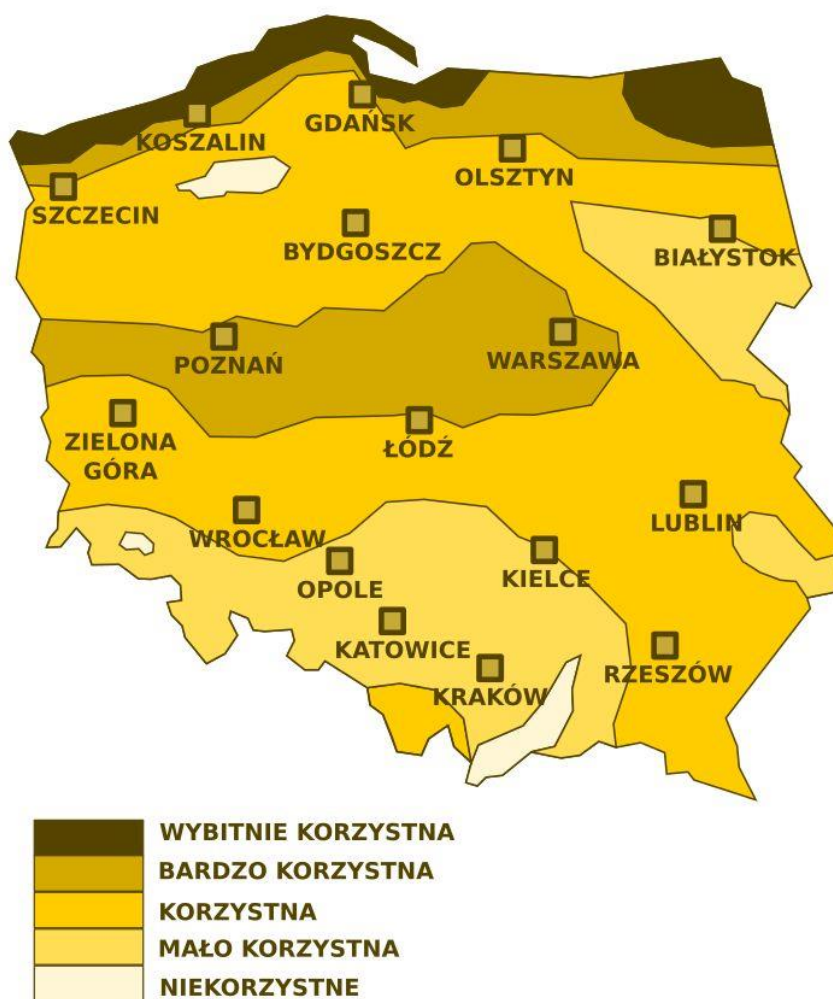 KOSZALIN
GDAŃSK
OLSZTYN
SZCZECIN
BYDGOSZCZ
BIAŁYSTOK
POZNAŃ
WARSZAWA
ZIELONA
GÓRA
ŁÓDŹ
LUBLIN
WROCŁAW
OPOLE
KIELCE
KATOWICE
RZESZÓW
KRAKÓW
WYBITNIE KORZYSTNA
BARDZO KORZYSTNA
KORZYSTNA
MAŁO KORZYSTNA
NIEKORZYSTNE